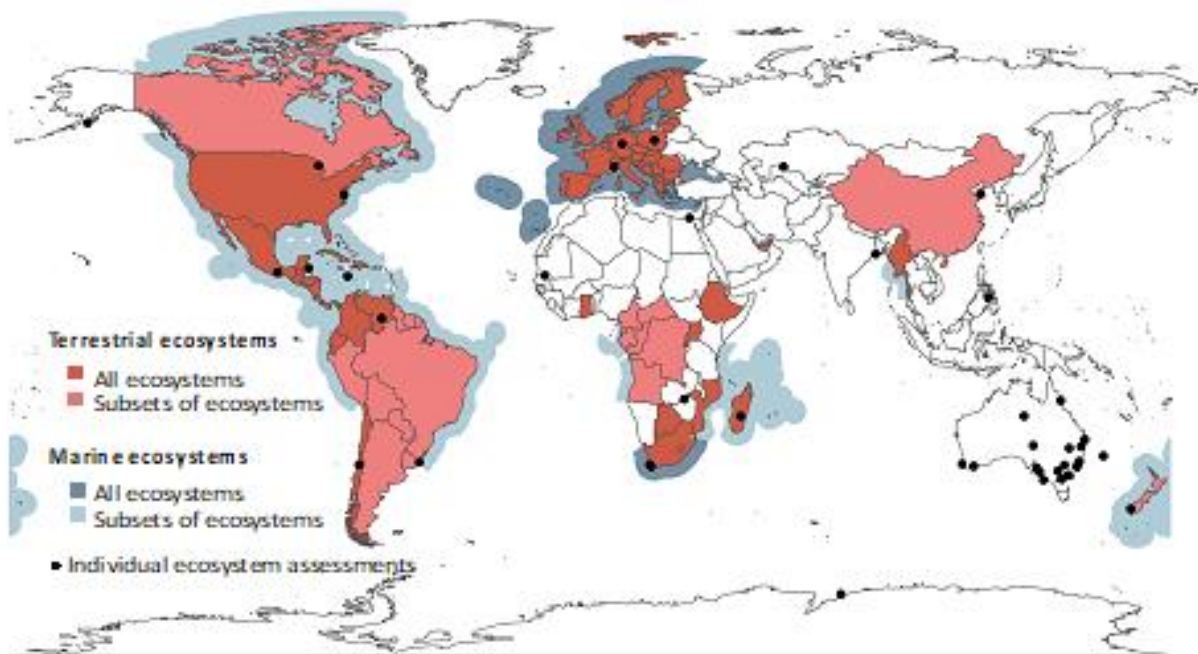 Terrestrial ecosystems
All ecosystems
Subsets of ecosystems
Marine ecosystems
All ecosystems
Subsets of ecosystems
Individual ecosystem assessments